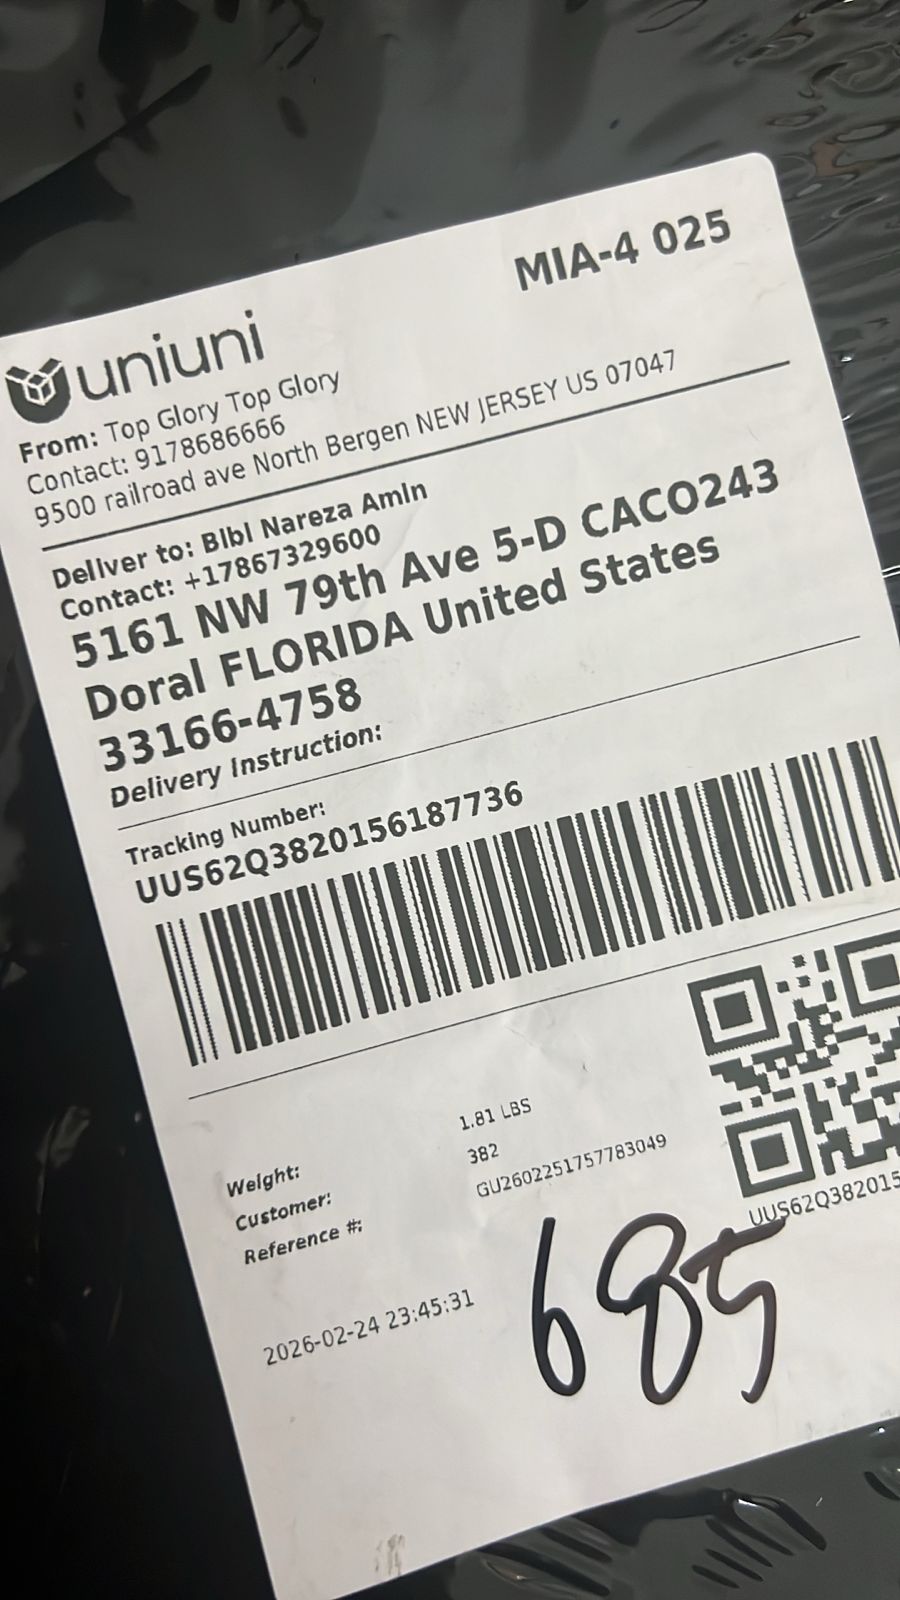 MIA-4 025
uniuni
From: Top Glory Top Glory
Contact: 9178686666
9500 railroad ave North Bergen NEW JERSEY US 07047
Deliver to: BIbI Nareza AmIn
Contact: +17867329600
5161 NW 79th Ave 5-D CACO243
Doral FLORIDA United States
33166-4758
Delivery Instruction:
Tracking Number:
UUS62Q3820156187736
Weight: 1.81 LBS
Customer: 382
Reference #: GU2602251757783049
UUS62Q382015
2026-02-24 23:45:31
685